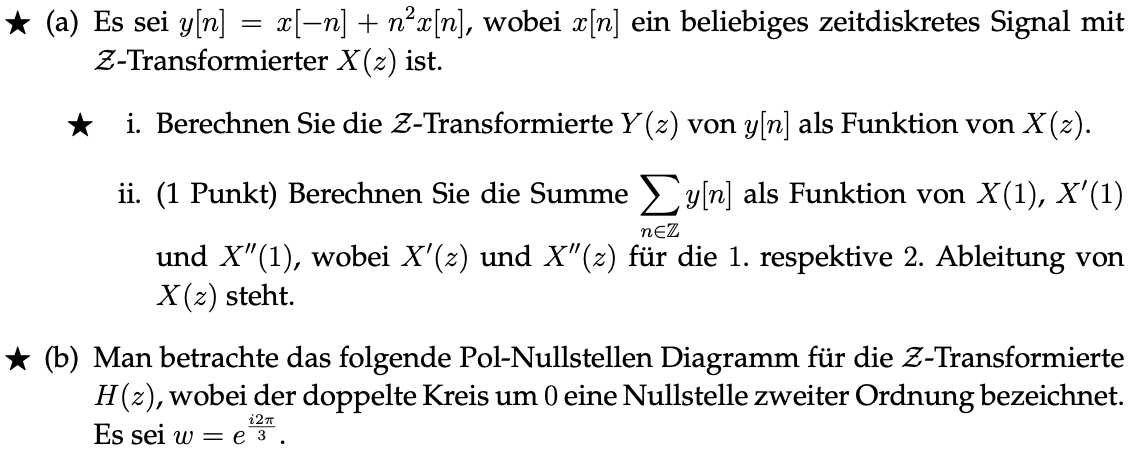 ★ (a) Es sei y[n] = x[−n] + n²x[n], wobei x[n] ein beliebiges zeitdiskretes Signal mit
𝒵-Transformierter X(z) ist.
★ i. Berechnen Sie die 𝒵-Transformierte Y(z) von y[n] als Funktion von X(z).
ii. (1 Punkt) Berechnen Sie die Summe ∑_{n∈ℤ} y[n] als Funktion von X(1), X′(1)
und X″(1), wobei X′(z) und X″(z) für die 1. respektive 2. Ableitung von
X(z) steht.
★ (b) Man betrachte das folgende Pol-Nullstellen Diagramm für die 𝒵-Transformierte
H(z), wobei der doppelte Kreis um 0 eine Nullstelle zweiter Ordnung bezeichnet.
Es sei w = e^{i2π/3}.